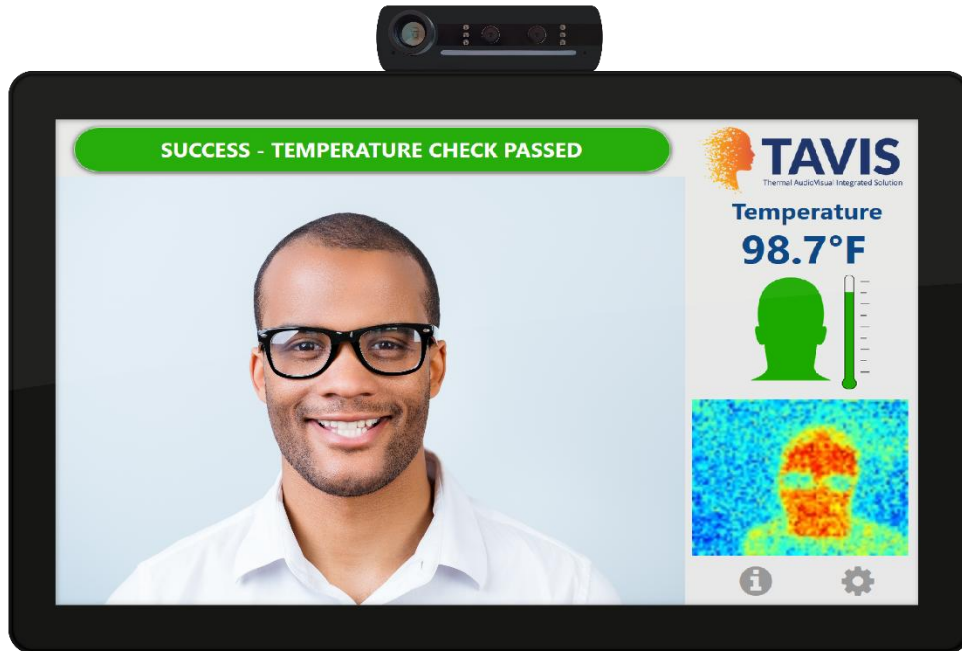 SUCCESS - TEMPERATURE CHECK PASSED
TAVIS
Thermal AudioVisual Integrated Solution
Temperature
98.7°F